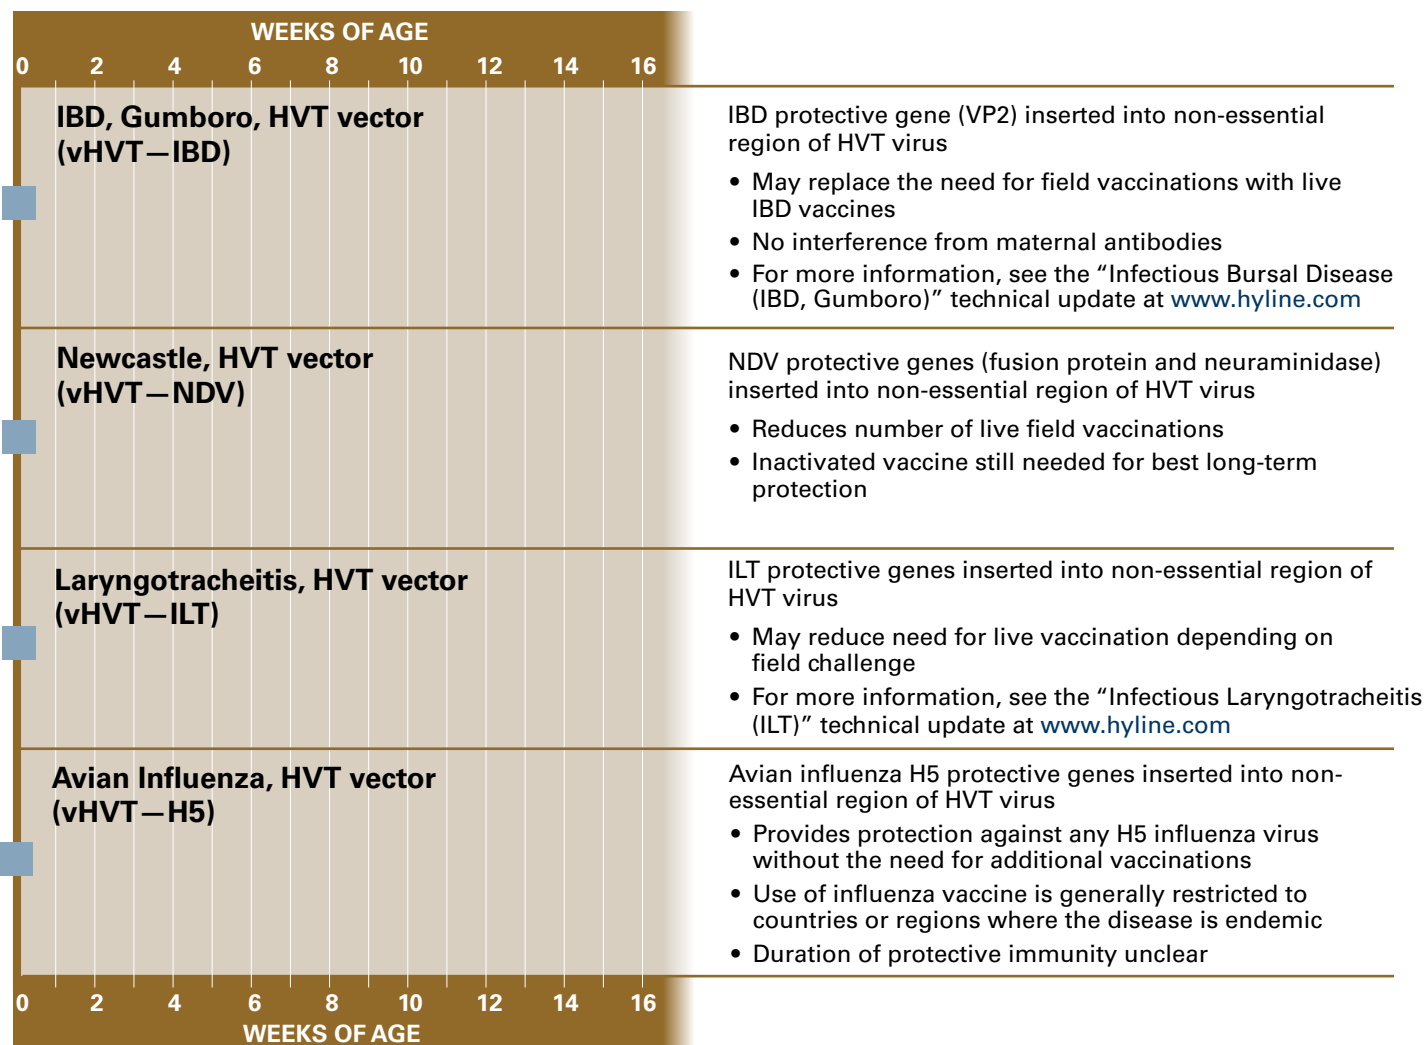 WEEKS OF AGE
0 2 4 6 8 10 12 14 16
IBD, Gumboro, HVT vector
(vHVT—IBD)
IBD protective gene (VP2) inserted into non-essential
region of HVT virus
• May replace the need for field vaccinations with live
IBD vaccines
• No interference from maternal antibodies
• For more information, see the “Infectious Bursal Disease
(IBD, Gumboro)” technical update at www.hyline.com
Newcastle, HVT vector
(vHVT—NDV)
NDV protective genes (fusion protein and neuraminidase)
inserted into non-essential region of HVT virus
• Reduces number of live field vaccinations
• Inactivated vaccine still needed for best long-term
protection
Laryngotracheitis, HVT vector
(vHVT—ILT)
ILT protective genes inserted into non-essential region of
HVT virus
• May reduce need for live vaccination depending on
field challenge
• For more information, see the “Infectious Laryngotracheitis
(ILT)” technical update at www.hyline.com
Avian Influenza, HVT vector
(vHVT—H5)
Avian influenza H5 protective genes inserted into non-
essential region of HVT virus
• Provides protection against any H5 influenza virus
without the need for additional vaccinations
• Use of influenza vaccine is generally restricted to
countries or regions where the disease is endemic
• Duration of protective immunity unclear
0 2 4 6 8 10 12 14 16
WEEKS OF AGE